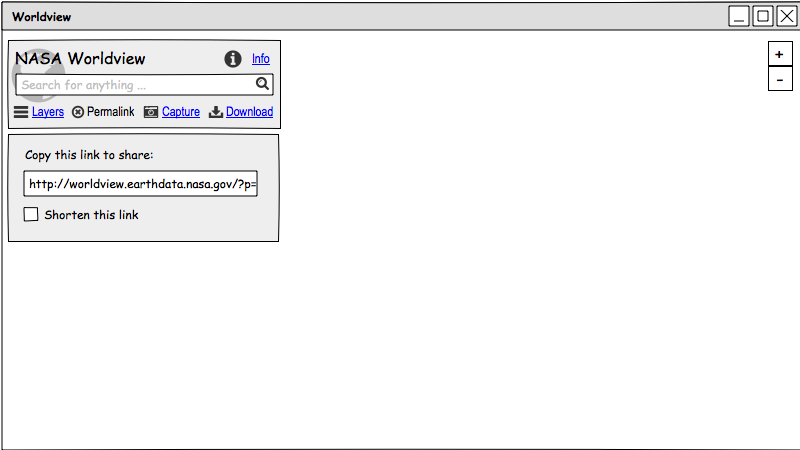 Worldview
NASA Worldview
Info
Search for anything ...
Layers Permalink Capture Download
Copy this link to share:
http://worldview.earthdata.nasa.gov/?p=
Shorten this link
+
-